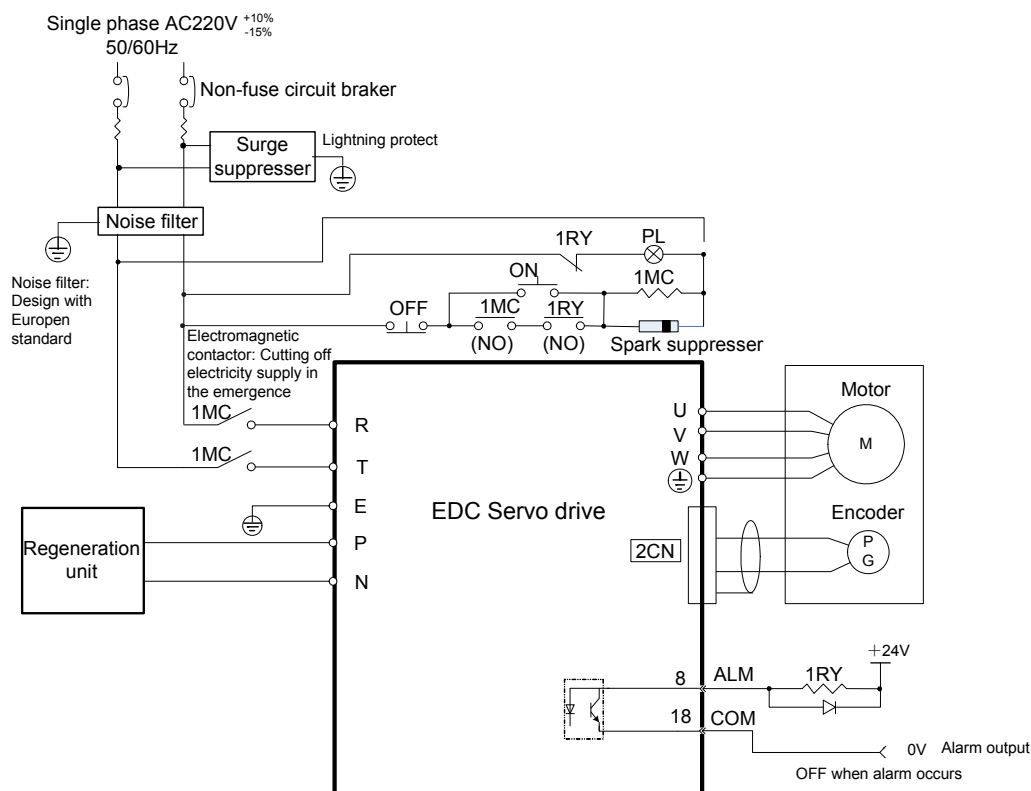 Single phase AC220V +10% -15%
50/60Hz
Non-fuse circuit braker
Surge
suppresser
Lightning protect
Noise filter
Noise filter:
Design with
Europen
standard
1RY
PL
ON
1MC
OFF
1MC
(NO)
1RY
(NO)
Spark suppresser
Electromagnetic
contactor: Cutting off
electricity supply in
the emergence
1MC
R
1MC
T
E
P
N
Regeneration
unit
EDC Servo drive
U
V
W
2CN
Motor
M
Encoder
P
G
+24V
8 ALM
1RY
18 COM
0V Alarm output
OFF when alarm occurs